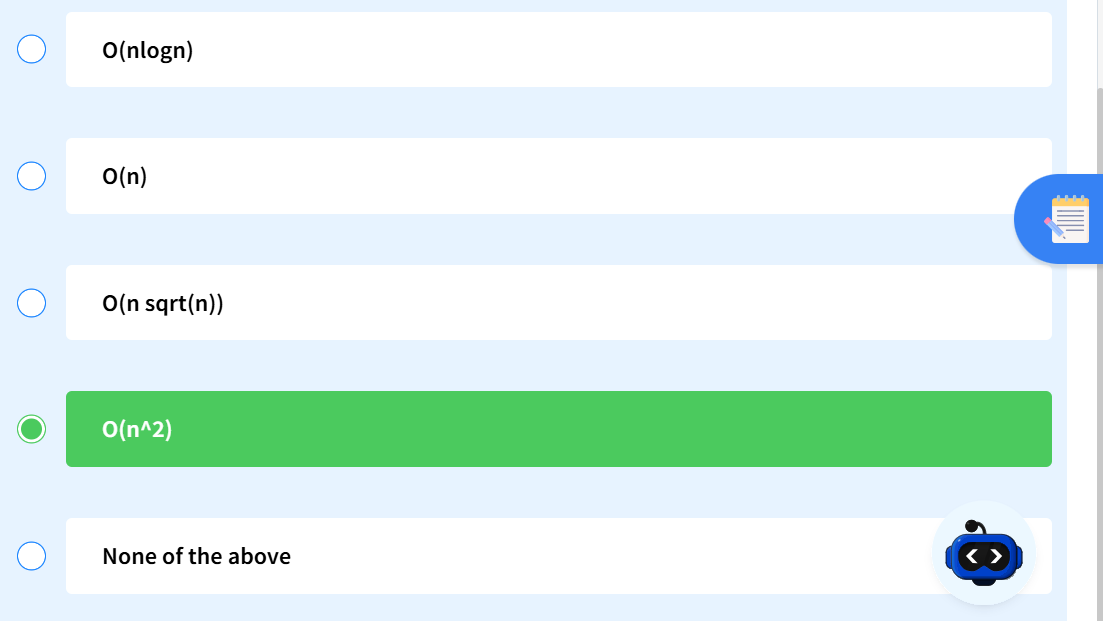 O(nlogn)
O(n)
O(n sqrt(n))
O(n^2)
None of the above